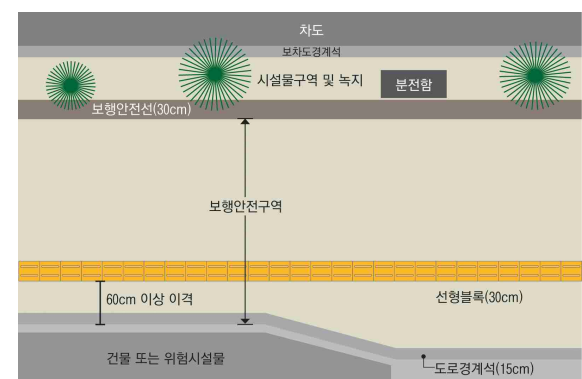 차도
보차도경계석
시설물구역 및 녹지
분전함
보행안전선(30cm)
보행안전구역
60cm 이상 이격
선형블록(30cm)
건물 또는 위험시설물
도로경계석(15cm)